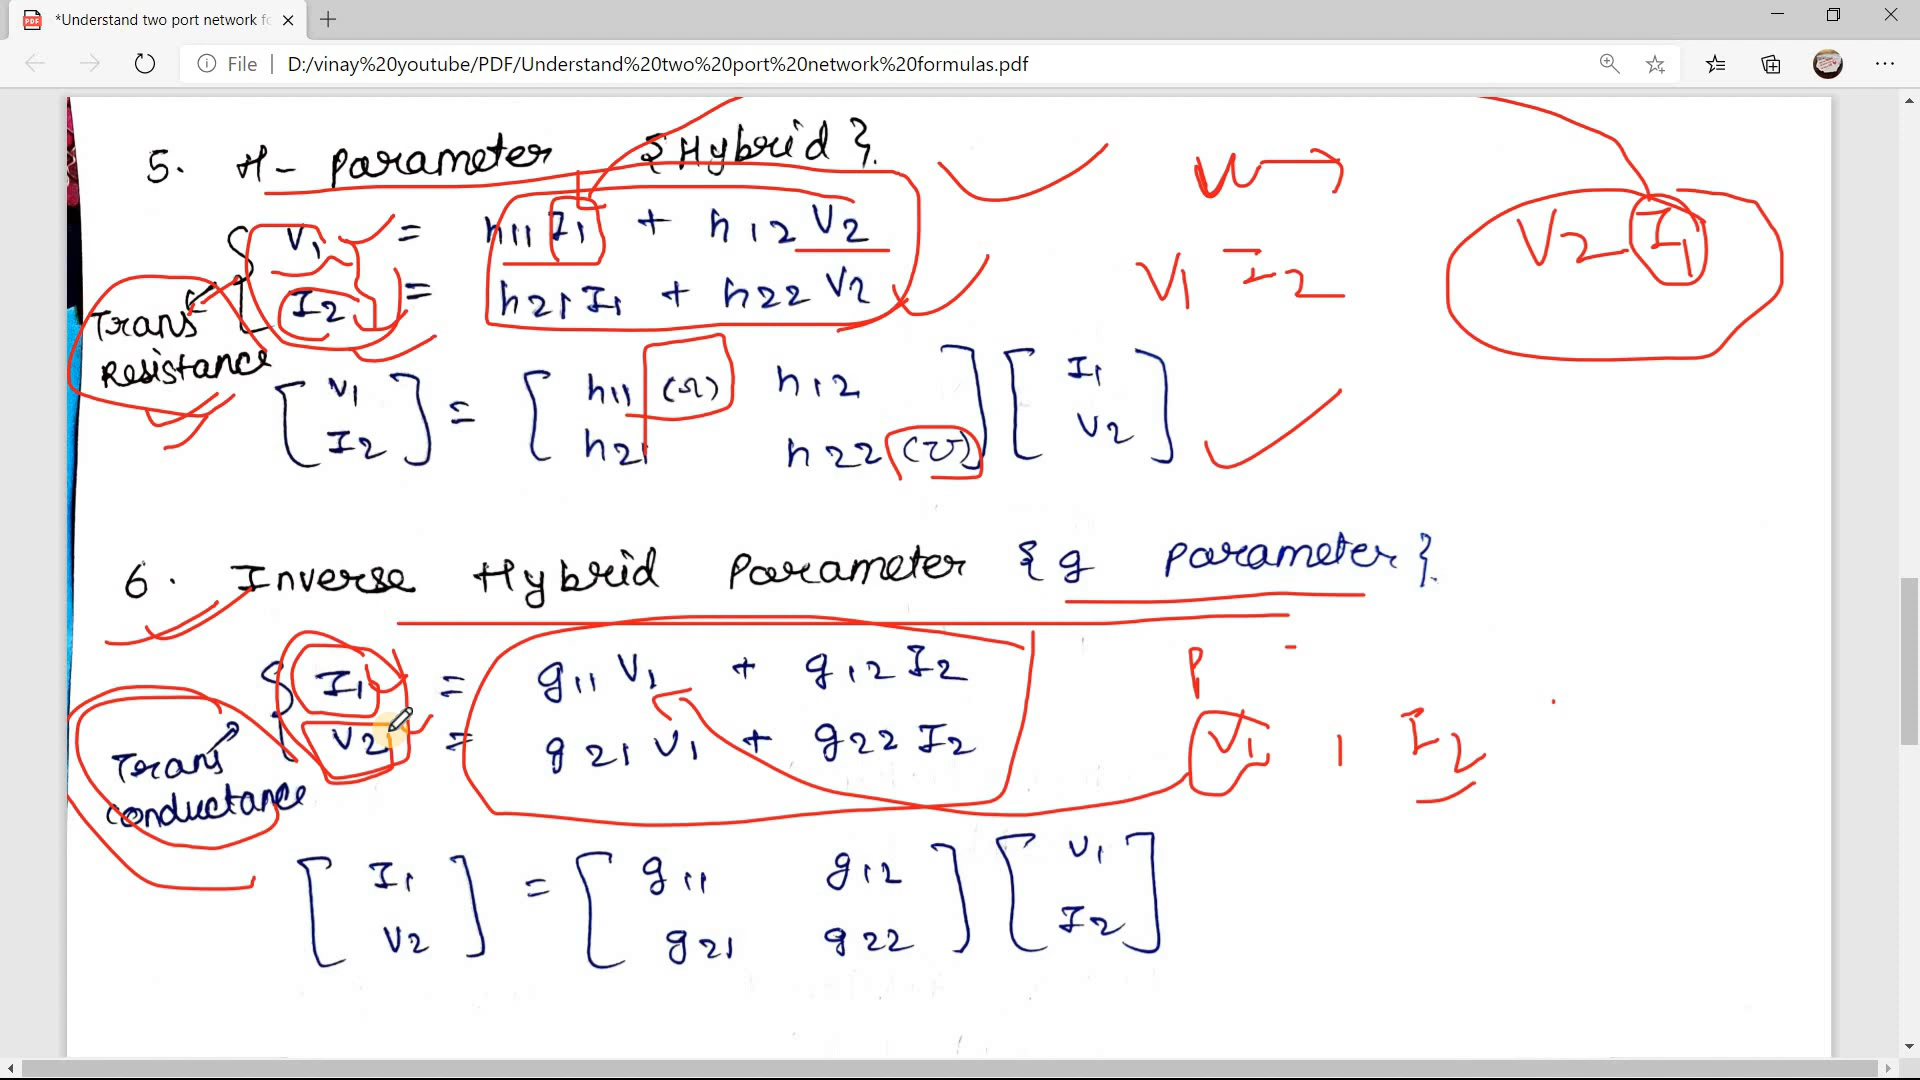 *Understand two port network fo
File D:/vinay%20youtube/PDF/Understand%20two%20port%20network%20formulas.pdf
5. H- Parameter {Hybrid}.
V1 = h11 I1 + h12 V2
I2 = h21 I1 + h22 V2
Trans
Resistance
V1 I2
V2 I1
[V1 I2] = [h11 (Ω) h12
h21 h22 (℧)] [I1 V2]
6. Inverse Hybrid Parameter {g Parameter}.
I1 = g11 V1 + g12 I2
V2 = g21 V1 + g22 I2
Trans
conductance
P
V1, I2
[I1 V2] = [g11 g12
g21 g22] [V1 I2]